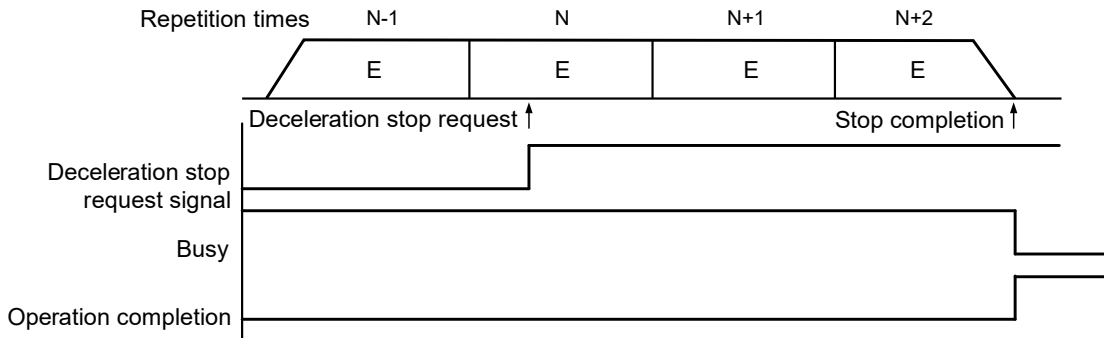 Repetition times N-1 N N+1 N+2
E E E E
Deceleration stop request Stop completion
Deceleration stop
request signal
Busy
Operation completion